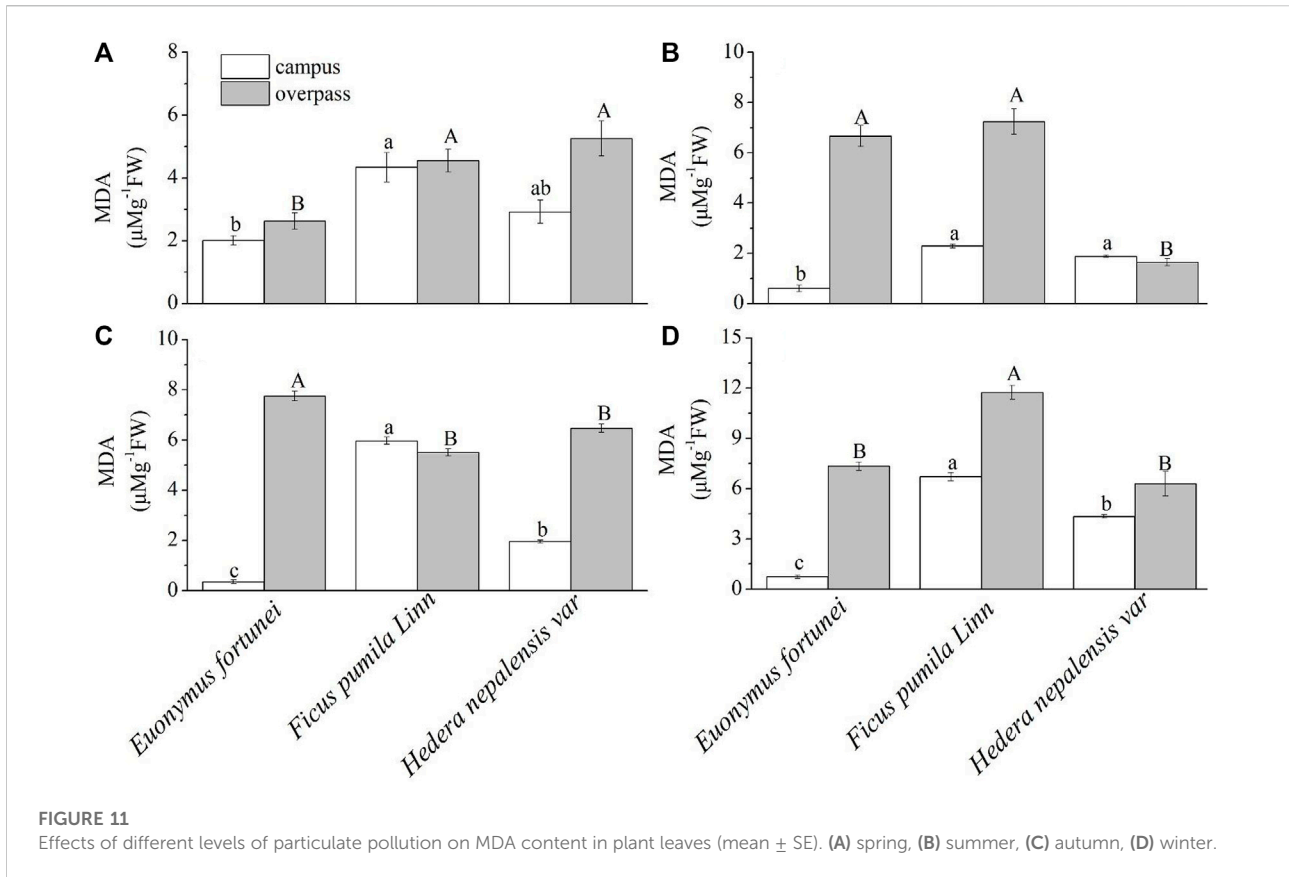 A
campus
overpass
MDA
(μMg⁻¹FW)
8
6
4
2
0
b
B
a
A
ab
A
B
MDA
(μMg⁻¹FW)
10
8
6
4
2
0
b
A
a
A
a
B
C
MDA
(μMg⁻¹FW)
10
8
6
4
2
0
c
A
a
B
b
B
Euonymus fortunei
Ficus pumila Linn
Hedera nepalensis var
D
MDA
(μMg⁻¹FW)
15
12
9
6
3
0
c
B
a
A
b
B
Euonymus fortunei
Ficus pumila Linn
Hedera nepalensis var
FIGURE 11
Effects of different levels of particulate pollution on MDA content in plant leaves (mean ± SE). (A) spring, (B) summer, (C) autumn, (D) winter.